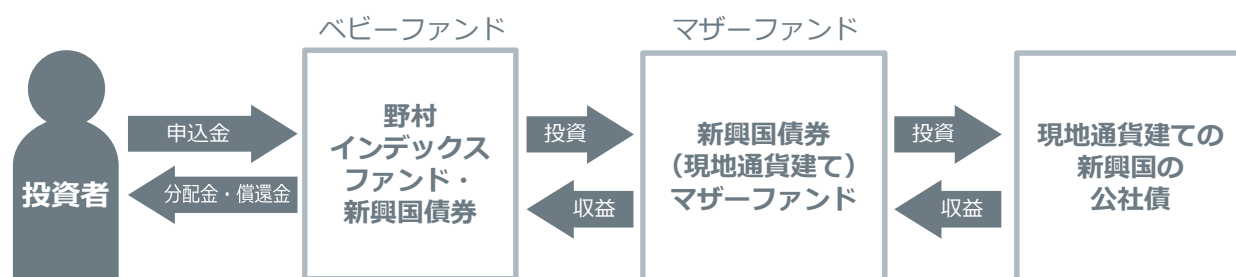 ベビーファンド
マザーファンド
投資者
申込金
分配金・償還金
野村
インデックス
ファンド・
新興国債券
投資
収益
新興国債券
（現地通貨建て）
マザーファンド
投資
収益
現地通貨建ての
新興国の
公社債